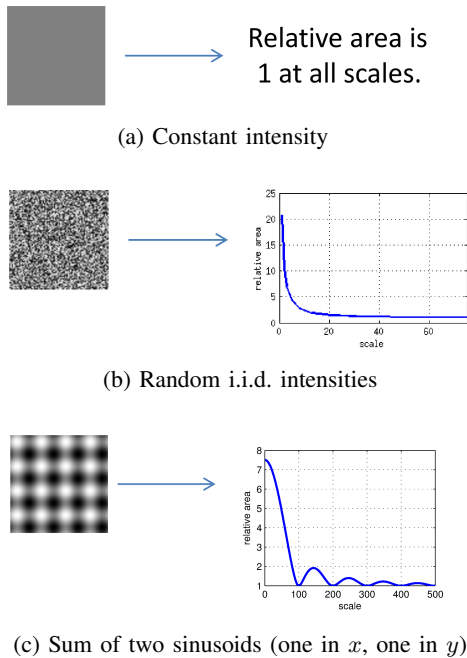 Relative area is
1 at all scales.
(a) Constant intensity
25
20
15
10
5
0
relative area
0 20 40 60
scale
(b) Random i.i.d. intensities
8
7
6
5
4
3
2
1
relative area
0 100 200 300 400 500
scale
(c) Sum of two sinusoids (one in x, one in y)